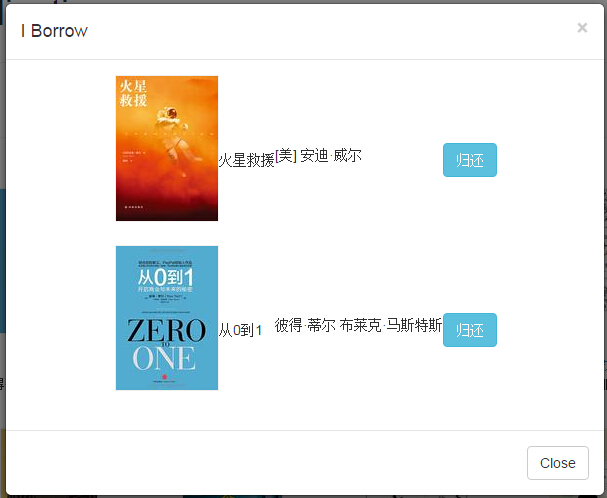 I Borrow
×
火星
救援
火星救援 [美] 安迪·威尔 归还
从0到1
ZERO
TO
ONE
从0到1 彼得·蒂尔 布莱克·马斯特斯 归还
Close